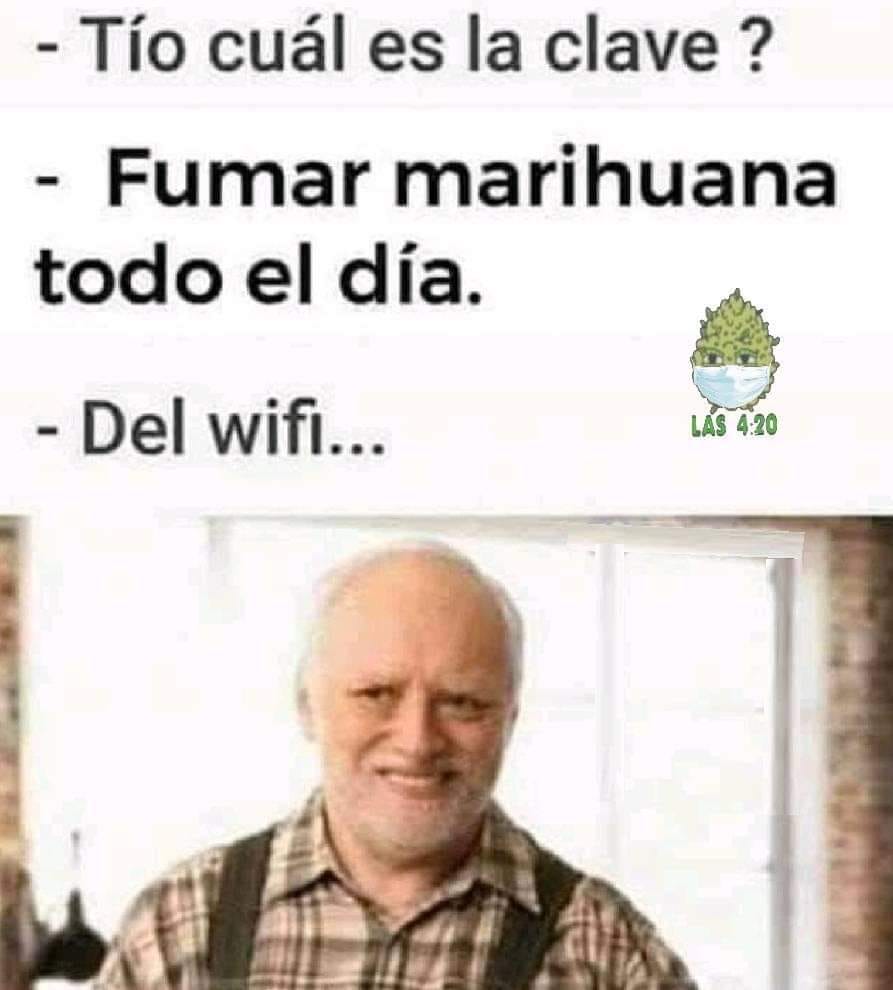 - Tío cuál es la clave ?
- Fumar marihuana
todo el día.
LAS 4:20
- Del wifi...